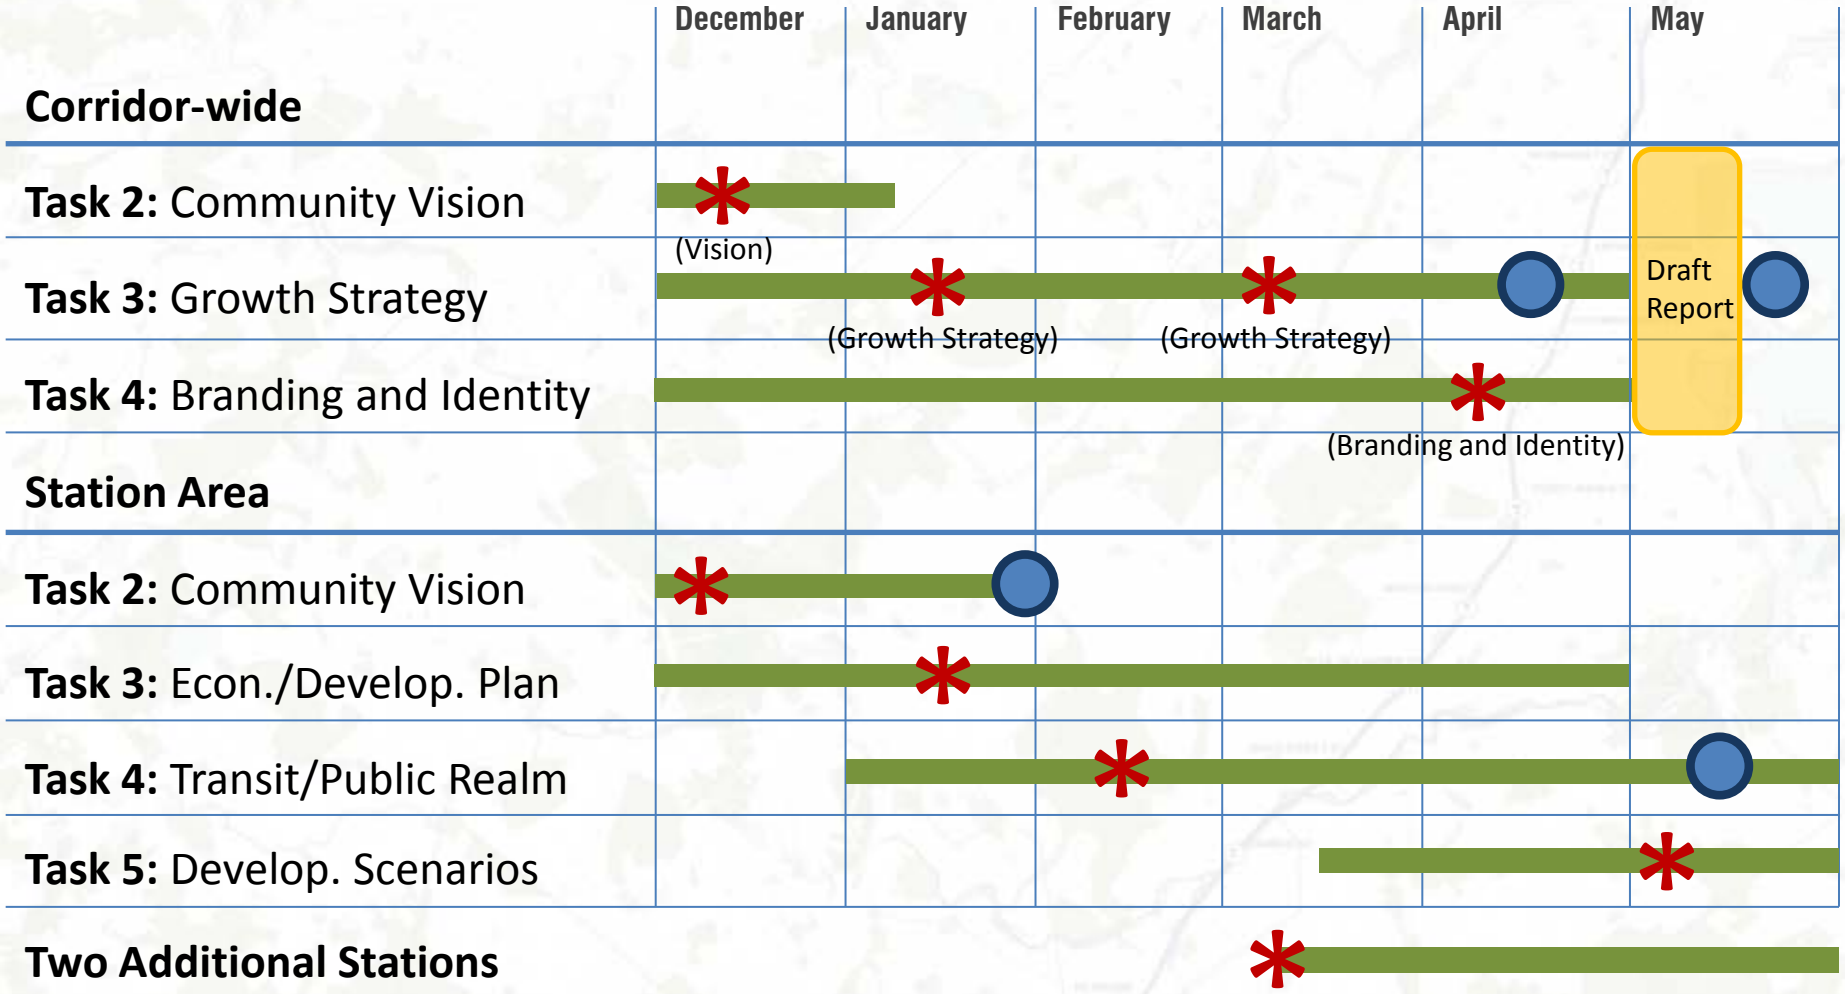 December January February March April May
Corridor-wide
Task 2: Community Vision
(Vision)
Task 3: Growth Strategy
Draft
Report
(Growth Strategy) (Growth Strategy)
Task 4: Branding and Identity
(Branding and Identity)
Station Area
Task 2: Community Vision
Task 3: Econ./Develop. Plan
Task 4: Transit/Public Realm
Task 5: Develop. Scenarios
Two Additional Stations